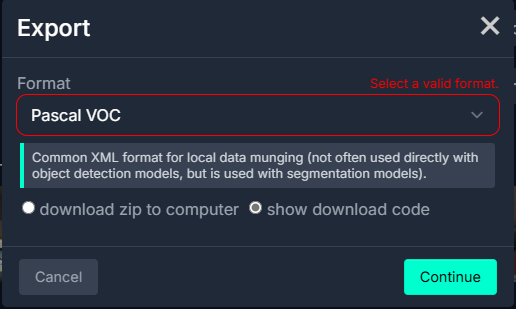 Export
Format
Select a valid format.
Pascal VOC
Common XML format for local data munging (not often used directly with
object detection models, but is used with segmentation models).
download zip to computer
show download code
Cancel
Continue